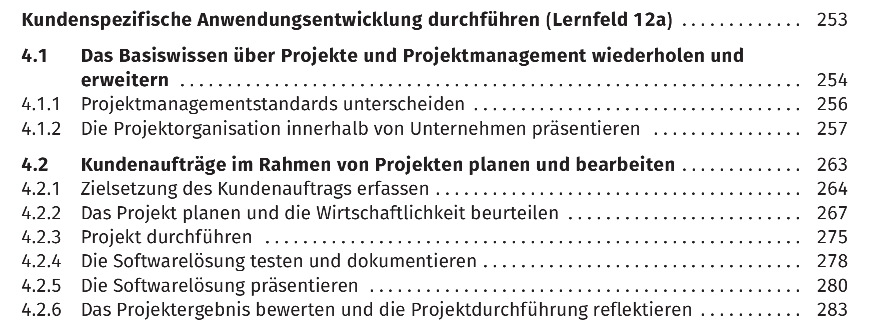 Kundenspezifische Anwendungsentwicklung durchführen (Lernfeld 12a) . . . . . . . . . . . . . 253
4.1 Das Basiswissen über Projekte und Projektmanagement wiederholen und
erweitern . . . . . . . . . . . . . . . . . . . . . . . . . . . . . . . . . . . . . . . . . . . . . . . . . . . . . . . . . . . . . . . . . . 254
4.1.1 Projektmanagementstandards unterscheiden . . . . . . . . . . . . . . . . . . . . . . . . . . . . . . . . . . . 256
4.1.2 Die Projektorganisation innerhalb von Unternehmen präsentieren . . . . . . . . . . . . . . . . 257
4.2 Kundenaufträge im Rahmen von Projekten planen und bearbeiten . . . . . . . . . . . . . 263
4.2.1 Zielsetzung des Kundenauftrags erfassen . . . . . . . . . . . . . . . . . . . . . . . . . . . . . . . . . . . . . . . 264
4.2.2 Das Projekt planen und die Wirtschaftlichkeit beurteilen . . . . . . . . . . . . . . . . . . . . . . . . . 267
4.2.3 Projekt durchführen . . . . . . . . . . . . . . . . . . . . . . . . . . . . . . . . . . . . . . . . . . . . . . . . . . . . . . . . . 275
4.2.4 Die Softwarelösung testen und dokumentieren . . . . . . . . . . . . . . . . . . . . . . . . . . . . . . . . . . 278
4.2.5 Die Softwarelösung präsentieren . . . . . . . . . . . . . . . . . . . . . . . . . . . . . . . . . . . . . . . . . . . . . . 280
4.2.6 Das Projektergebnis bewerten und die Projektdurchführung reflektieren . . . . . . . . . . . 283